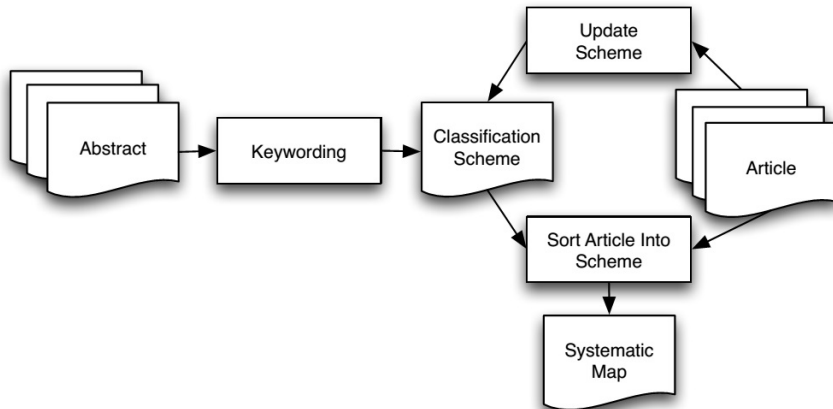 Update
Scheme
Abstract
Keywording
Classification
Scheme
Article
Sort Article Into
Scheme
Systematic
Map